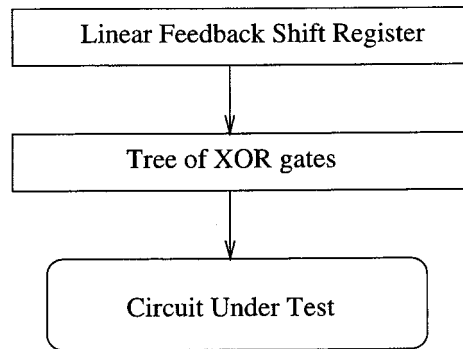 Linear Feedback Shift Register
Tree of XOR gates
Circuit Under Test